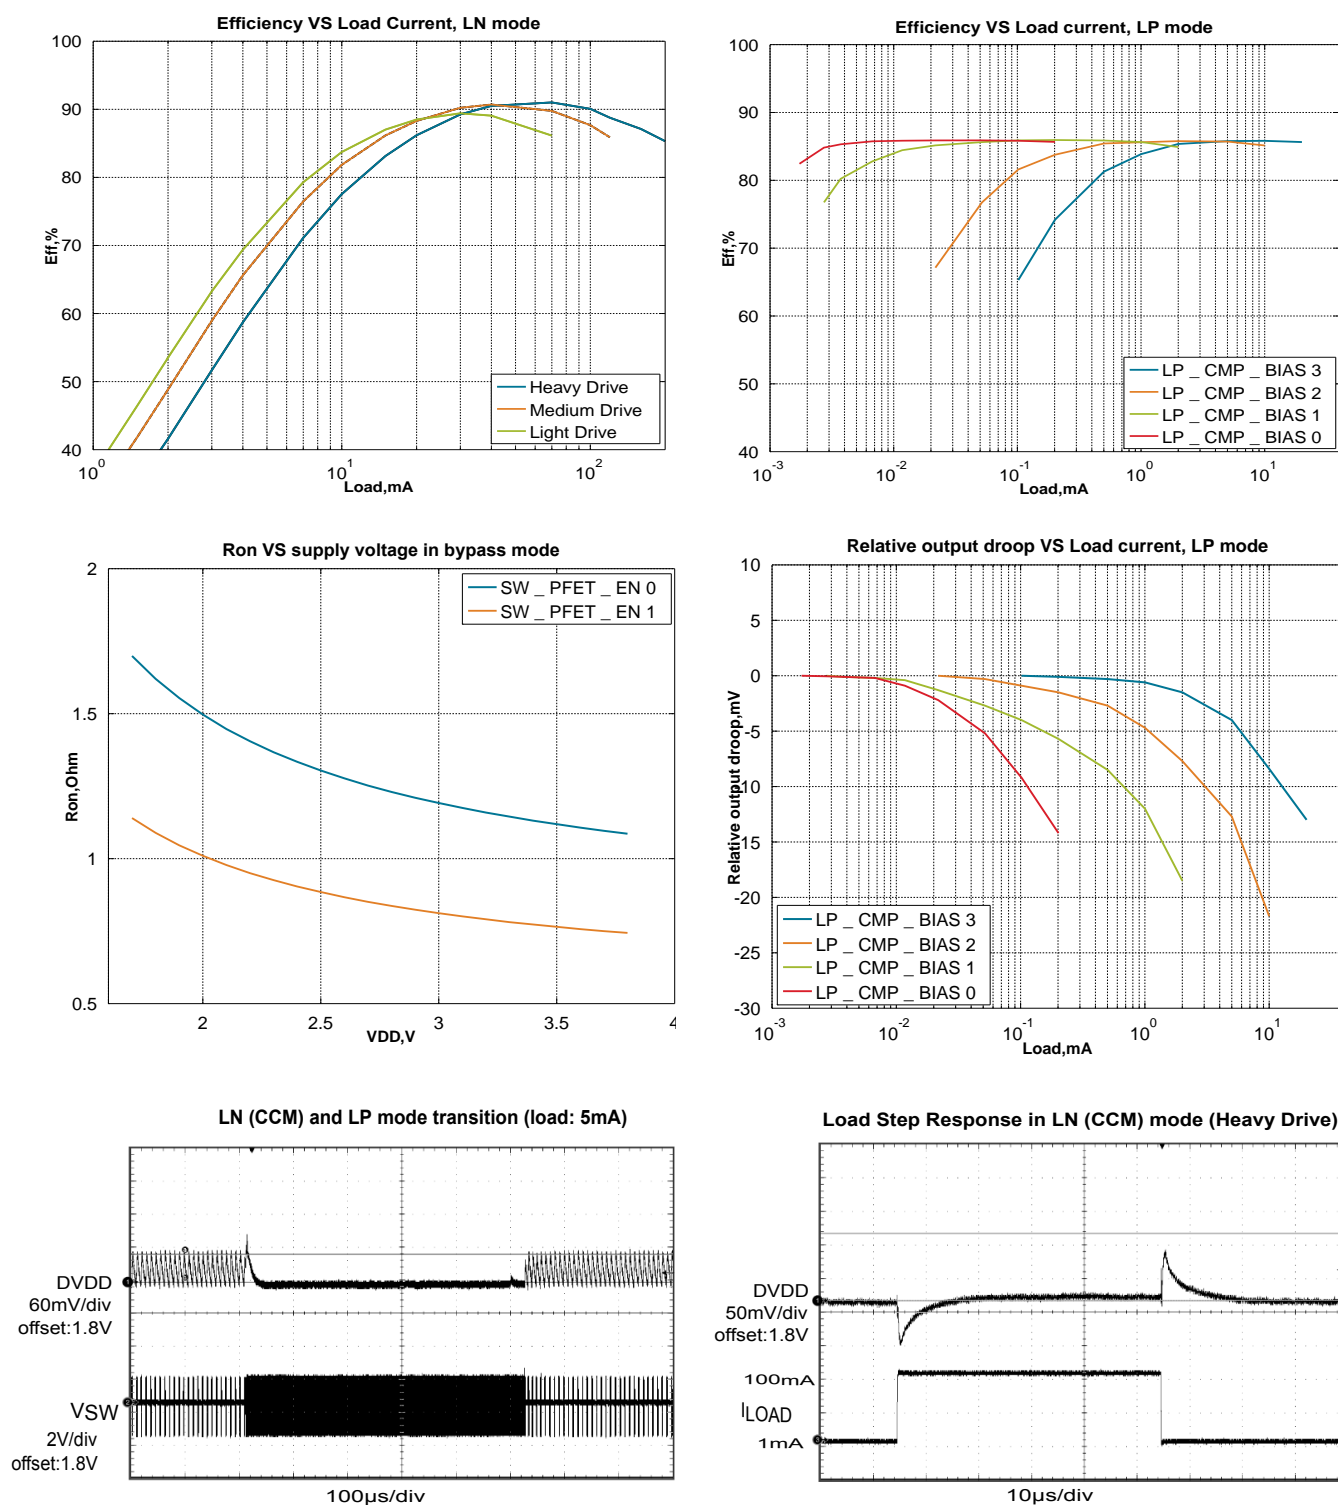 Efficiency VS Load Current, LN mode
100
90
80
70
60
50
40
Eff,%
Heavy Drive
Medium Drive
Light Drive
10^0
10^1
10^2
Load,mA
Efficiency VS Load current, LP mode
100
90
80
70
60
50
40
Eff,%
LP _ CMP _ BIAS 3
LP _ CMP _ BIAS 2
LP _ CMP _ BIAS 1
LP _ CMP _ BIAS 0
10^-3
10^-2
10^-1
10^0
10^1
Load,mA
Ron VS supply voltage in bypass mode
2
1.5
1
0.5
Ron,Ohm
SW _ PFET _ EN 0
SW _ PFET _ EN 1
2
2.5
3
3.5
4
VDD,V
Relative output droop VS Load current, LP mode
10
5
0
-5
-10
-15
-20
-25
-30
Relative output droop,mV
LP _ CMP _ BIAS 3
LP _ CMP _ BIAS 2
LP _ CMP _ BIAS 1
LP _ CMP _ BIAS 0
10^-3
10^-2
10^-1
10^0
10^1
Load,mA
LN (CCM) and LP mode transition (load: 5mA)
DVDD
60mV/div
offset:1.8V
VSW
2V/div
offset:1.8V
100µs/div
Load Step Response in LN (CCM) mode (Heavy Drive)
DVDD
50mV/div
offset:1.8V
100mA
ILOAD
1mA
10µs/div